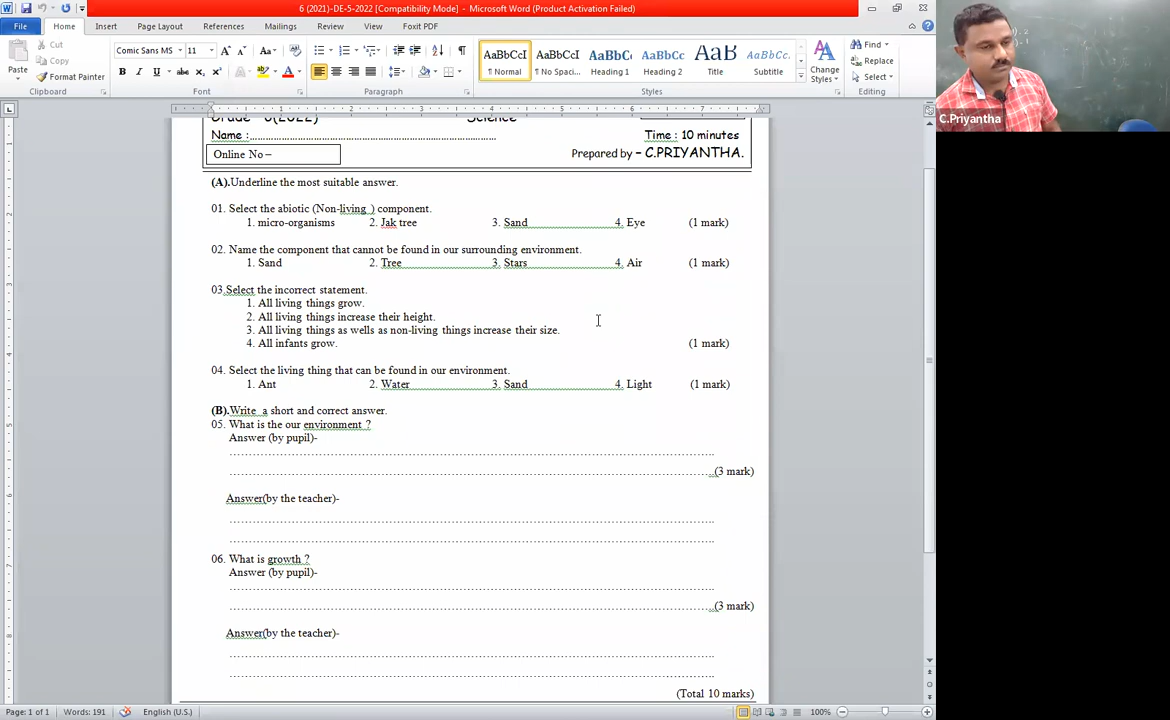 6 (2021)-DE-5-2022 [Compatibility Mode] - Microsoft Word (Product Activation Failed)
File Home Insert Page Layout References Mailings Review View Foxit PDF
Paste
Cut
Copy
Format Painter
Clipboard
Comic Sans MS 11
Font
Paragraph
AaBbCcI AaBbCcI AaBbCc AaBbCc AaB AaBbCc.
¶ Normal ¶ No Spaci... Heading 1 Heading 2 Title Subtitle
Styles
Change Styles
Find
Replace
Select
Editing
C.Priyantha
Grade - 6(2022) Science
Name :
Time : 10 minutes
Online No –
Prepared by – C.PRIYANTHA.
(A).Underline the most suitable answer.
01. Select the abiotic (Non-living ) component.
1. micro-organisms 2. Jak tree 3. Sand 4. Eye (1 mark)
02. Name the component that cannot be found in our surrounding environment.
1. Sand 2. Tree 3. Stars 4. Air (1 mark)
03.Select the incorrect statement.
1. All living things grow.
2. All living things increase their height.
3. All living things as wells as non-living things increase their size.
4. All infants grow. (1 mark)
04. Select the living thing that can be found in our environment.
1. Ant 2. Water 3. Sand 4. Light (1 mark)
(B).Write a short and correct answer.
05. What is the our environment ?
Answer (by pupil)-
(3 mark)
Answer(by the teacher)-
06. What is growth ?
Answer (by pupil)-
(3 mark)
Answer(by the teacher)-
(Total 10 marks)
Page: 1 of 1 Words: 191 English (U.S.) 100%